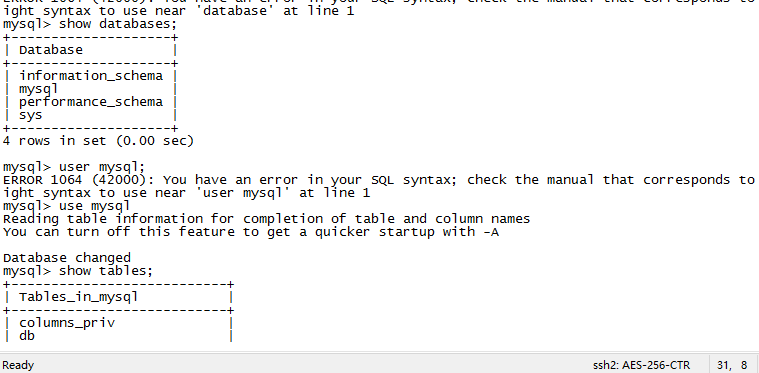 ERROR 1064 (42000): You have an error in your SQL syntax; check the manual that corresponds to
ight syntax to use near 'database' at line 1
mysql> show databases;
+--------------------+
| Database |
+--------------------+
| information_schema |
| mysql |
| performance_schema |
| sys |
+--------------------+
4 rows in set (0.00 sec)
mysql> user mysql;
ERROR 1064 (42000): You have an error in your SQL syntax; check the manual that corresponds to
ight syntax to use near 'user mysql' at line 1
mysql> use mysql
Reading table information for completion of table and column names
You can turn off this feature to get a quicker startup with -A
Database changed
mysql> show tables;
+---------------------------+
| Tables_in_mysql |
+---------------------------+
| columns_priv |
| db |
Ready ssh2: AES-256-CTR 31, 8